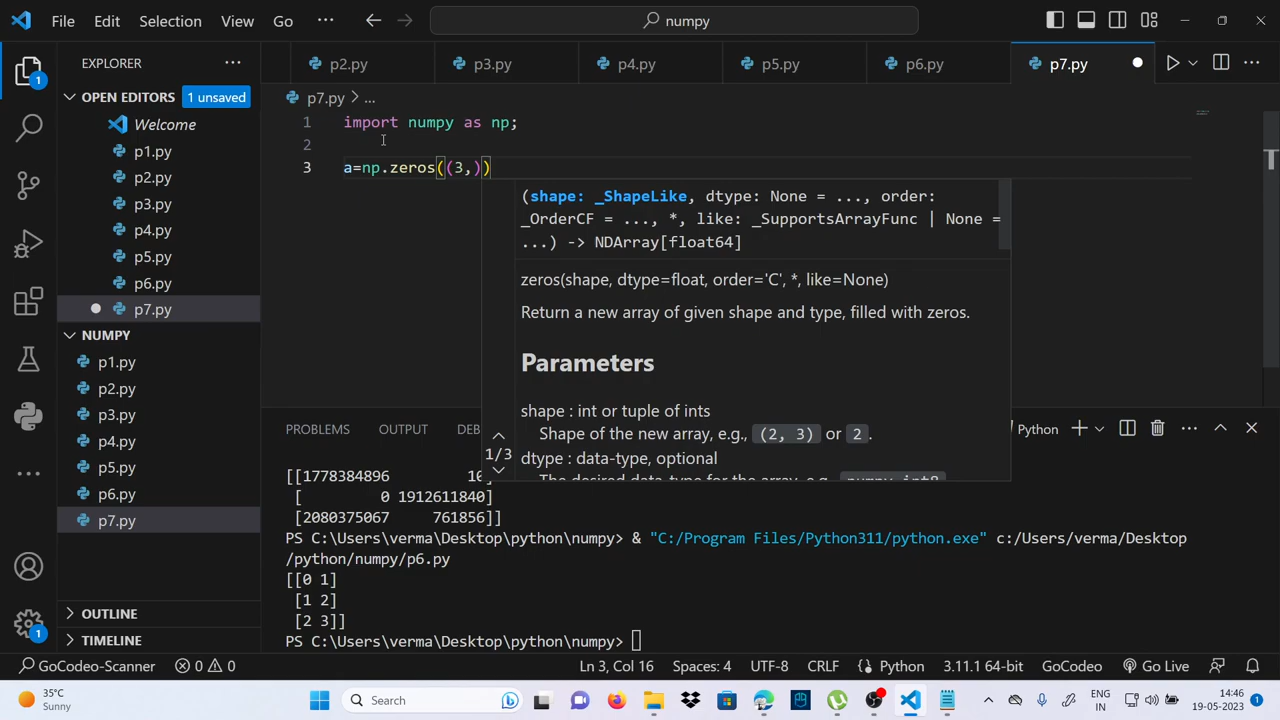 File Edit Selection View Go ··· numpy
EXPLORER ···
p2.py p3.py p4.py p5.py p6.py p7.py
OPEN EDITORS 1 unsaved
Welcome
p1.py
p2.py
p3.py
p4.py
p5.py
p6.py
p7.py
NUMPY
p1.py
p2.py
p3.py
p4.py
p5.py
p6.py
p7.py
OUTLINE
TIMELINE
1
1
p7.py > ...
1 import numpy as np;
2
3 a=np.zeros((3,))
(shape: _ShapeLike, dtype: None = ..., order:
_OrderCF = ..., *, like: _SupportsArrayFunc | None =
...) -> NDArray[float64]
zeros(shape, dtype=float, order='C', *, like=None)
Return a new array of given shape and type, filled with zeros.
Parameters
shape : int or tuple of ints
Shape of the new array, e.g., (2, 3) or 2.
dtype : data-type, optional
1/3
PROBLEMS OUTPUT DEB Python
[[1778384896 10]
[ 0 1912611840]
[2080375067 761856]]
PS C:\Users\verma\Desktop\python\numpy> & "C:/Program Files/Python311/python.exe" c:/Users/verma/Desktop
/python/numpy/p6.py
[[0 1]
[1 2]
[2 3]]
PS C:\Users\verma\Desktop\python\numpy>
GoCodeo-Scanner 0 0 Ln 3, Col 16 Spaces: 4 UTF-8 CRLF Python 3.11.1 64-bit GoCodeo Go Live
35°C
Sunny
Search
ENG
IN
14:46
19-05-2023
1